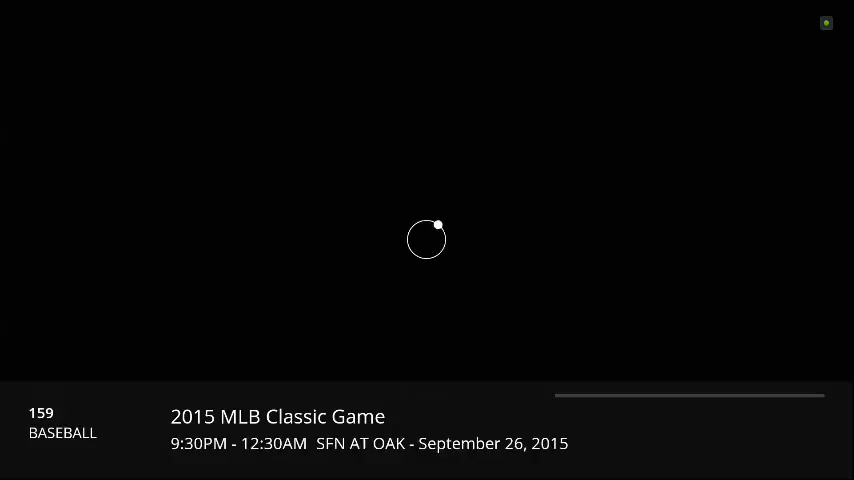 159
BASEBALL
2015 MLB Classic Game
9:30PM - 12:30AM  SFN AT OAK - September 26, 2015